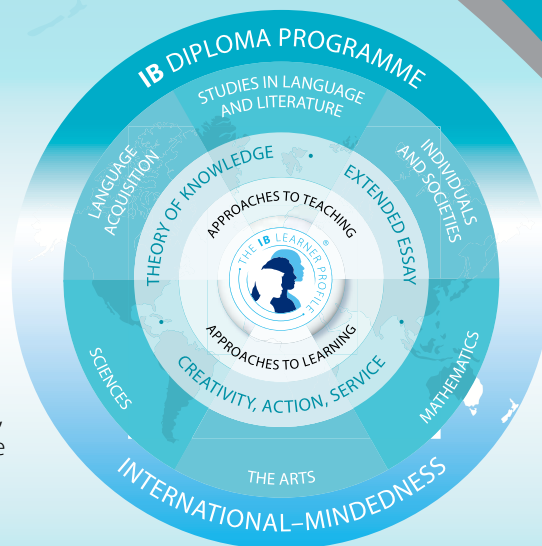 IB DIPLOMA PROGRAMME
STUDIES IN LANGUAGE
AND LITERATURE
LANGUAGE
ACQUISITION
INDIVIDUALS
AND SOCIETIES
THEORY OF KNOWLEDGE
EXTENDED ESSAY
APPROACHES TO TEACHING
THE IB LEARNER PROFILE
®
APPROACHES TO LEARNING
CREATIVITY, ACTION, SERVICE
SCIENCES
MATHEMATICS
THE ARTS
INTERNATIONAL–MINDEDNESS